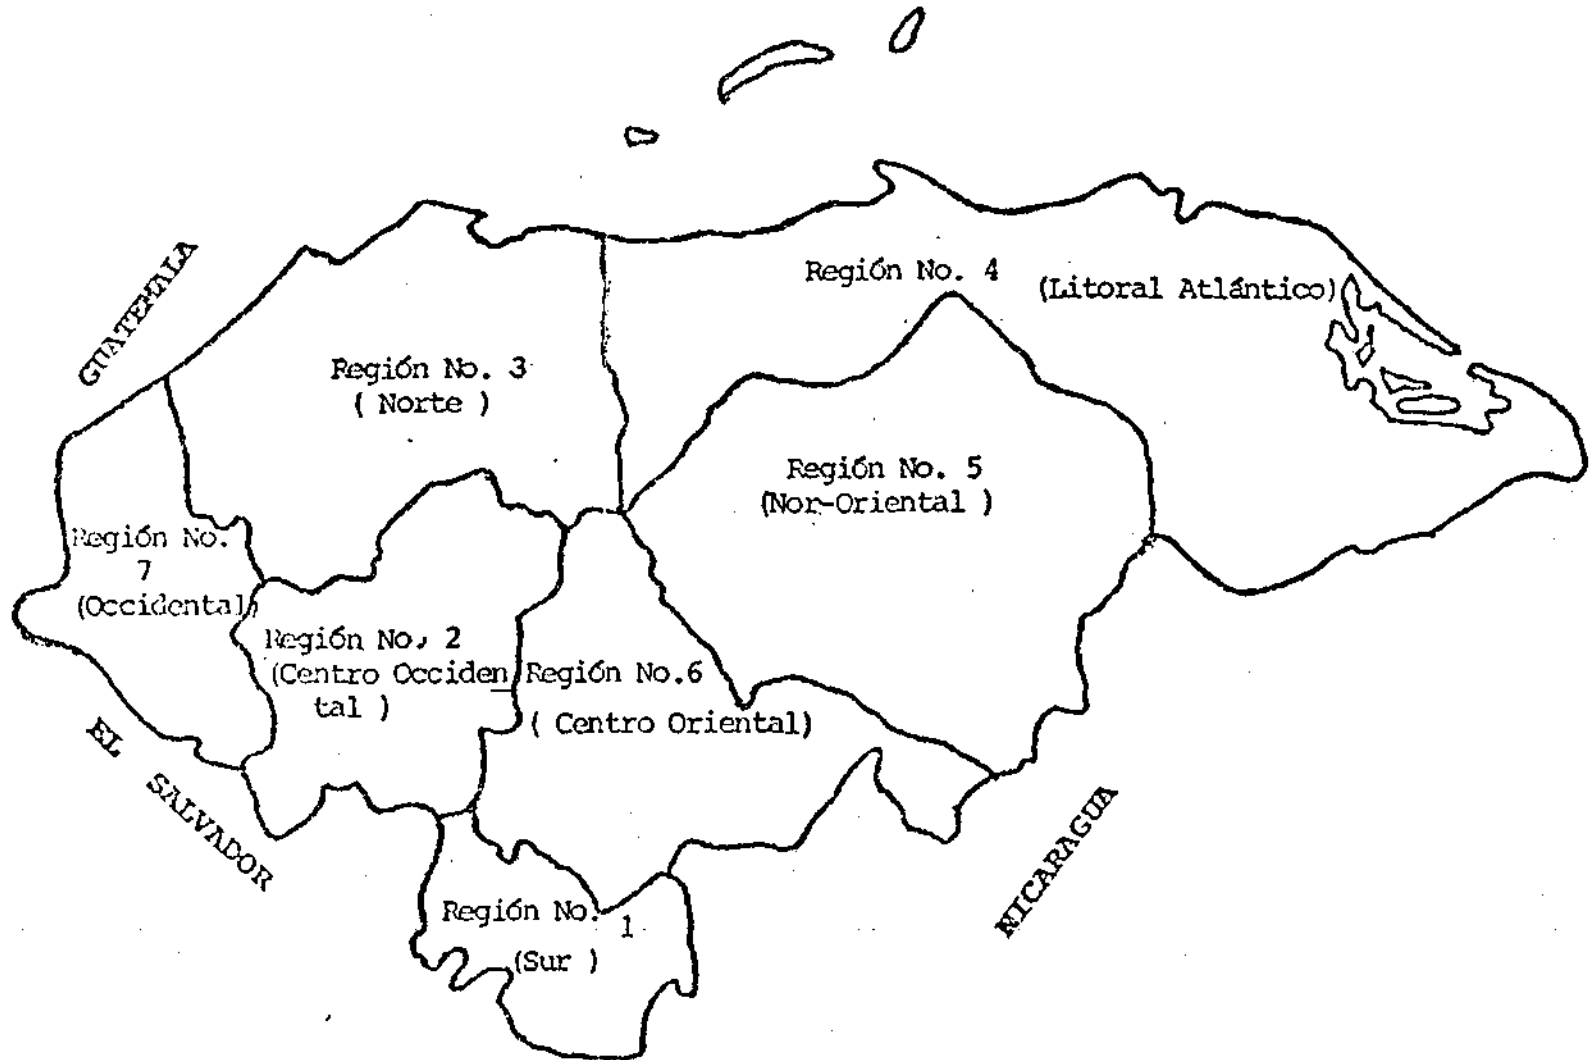 GUATEMALA
Región No. 4
(Litoral Atlántico)
Región No. 3
( Norte )
Región No. 5
(Nor-Oriental )
Región No.
7
(Occidental)
Región No. 2
(Centro Occiden
tal )
Región No.6
( Centro Oriental)
EL SALVADOR
NICARAGUA
Región No. 1
(Sur )